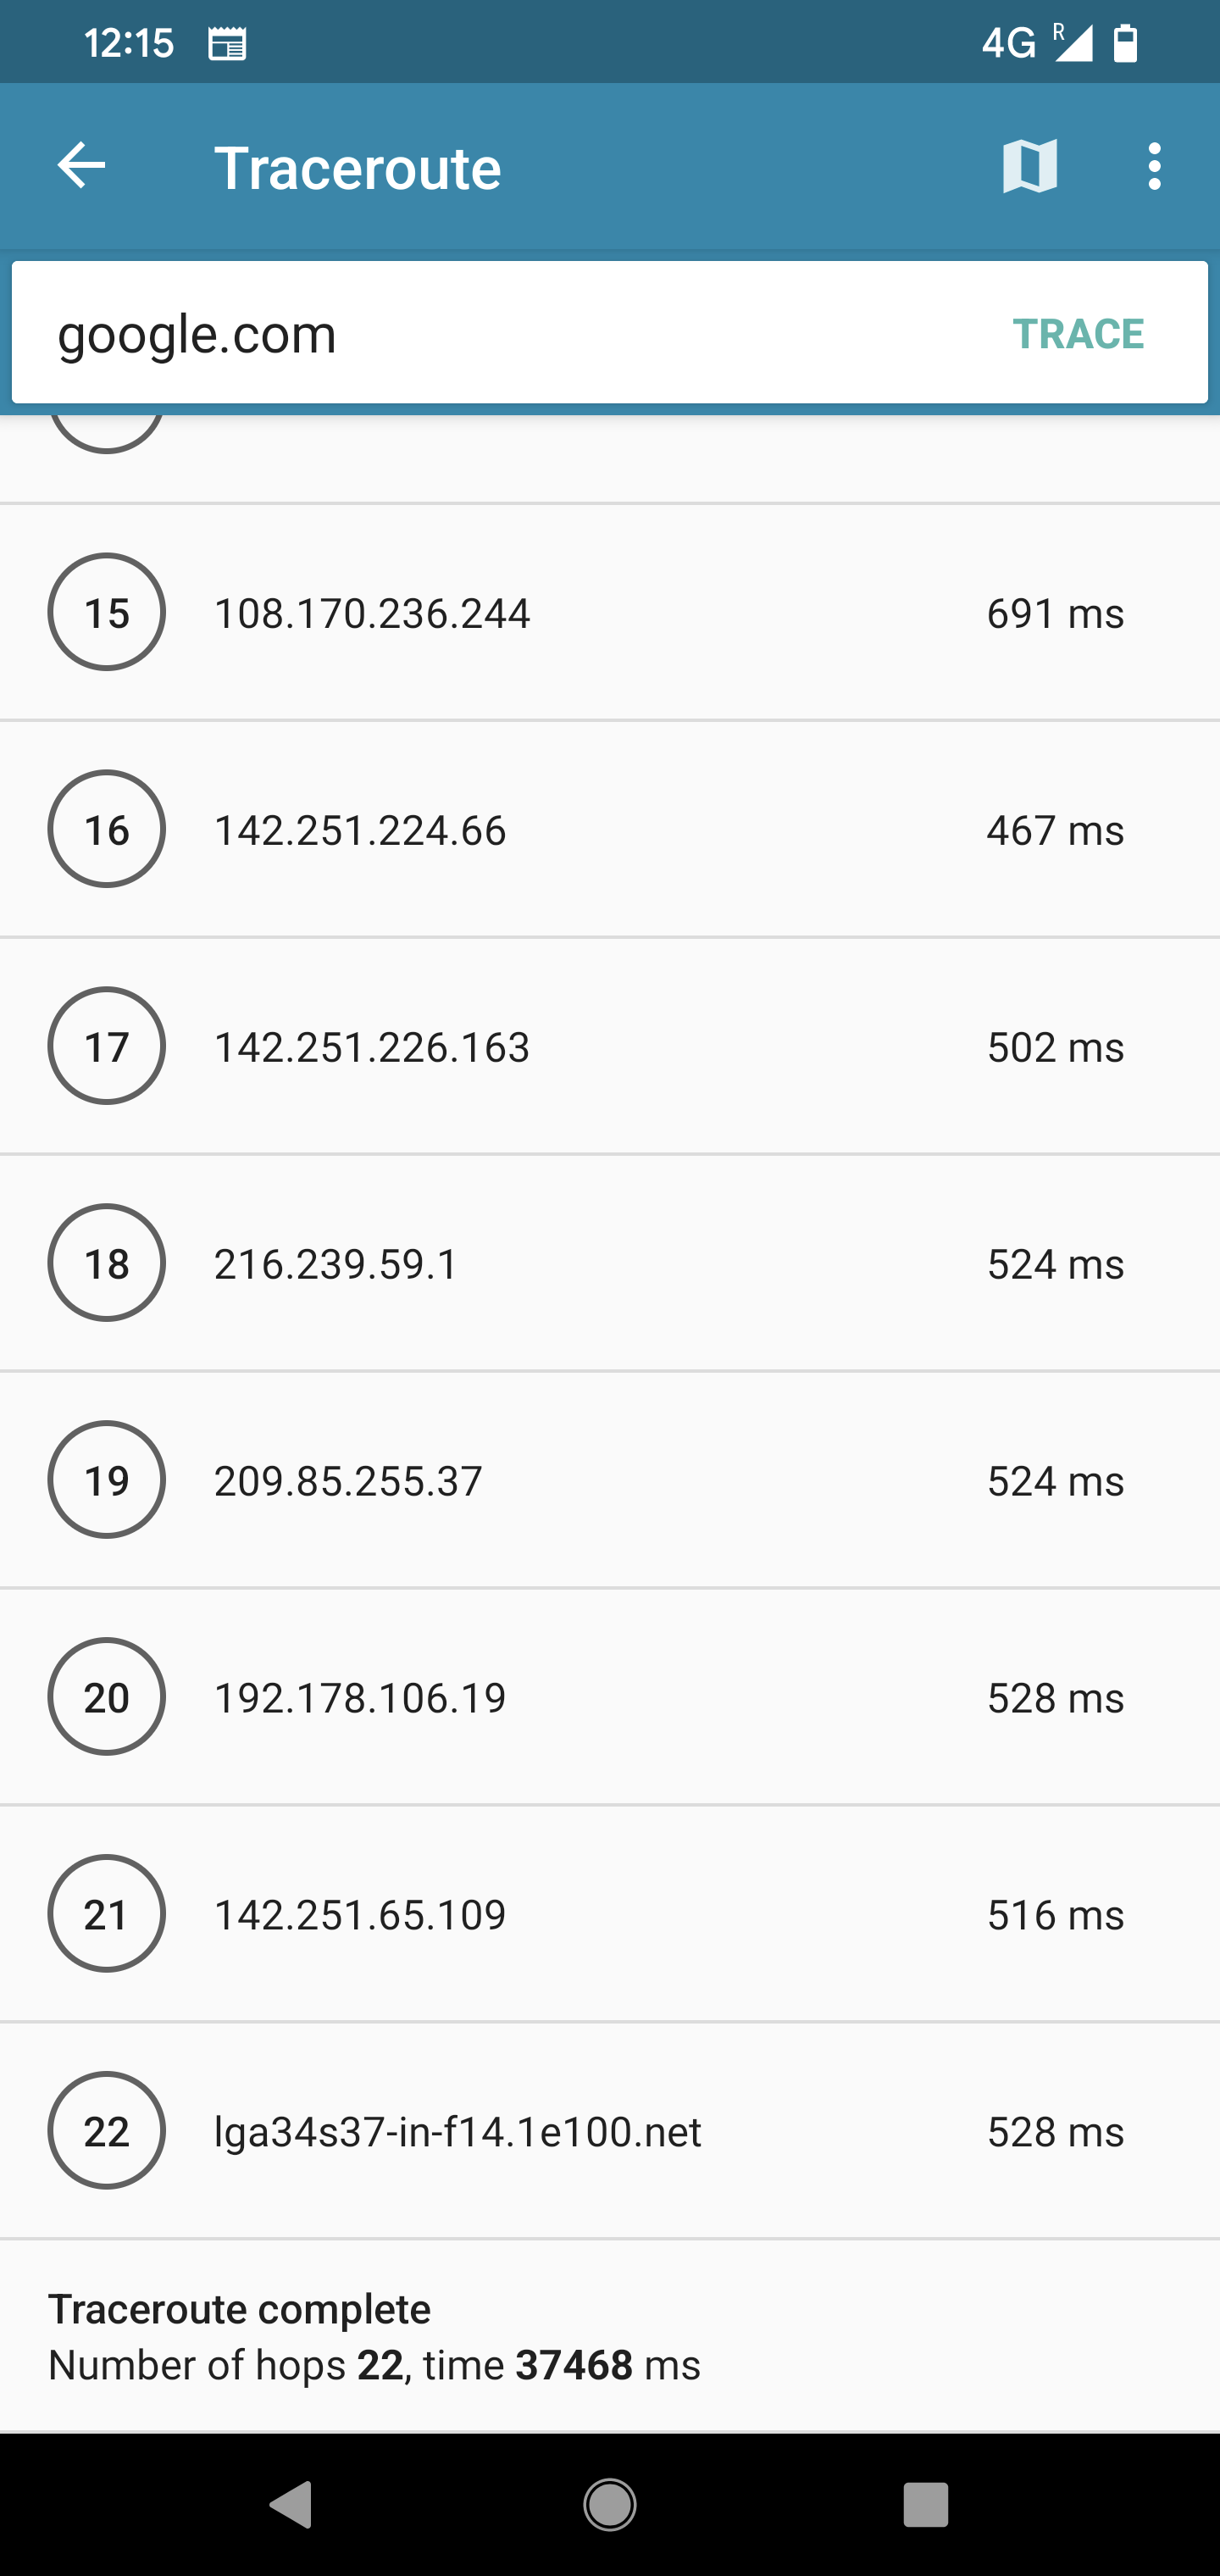 12:15 4G R
Traceroute
google.com TRACE
15 108.170.236.244 691 ms
16 142.251.224.66 467 ms
17 142.251.226.163 502 ms
18 216.239.59.1 524 ms
19 209.85.255.37 524 ms
20 192.178.106.19 528 ms
21 142.251.65.109 516 ms
22 lga34s37-in-f14.1e100.net 528 ms
Traceroute complete
Number of hops 22, time 37468 ms